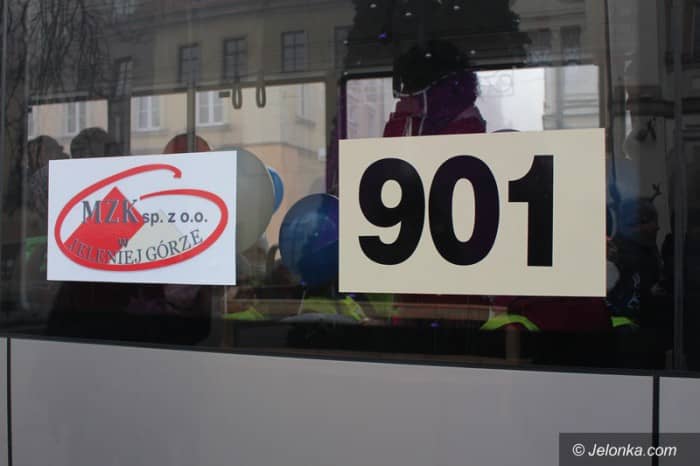 MZK sp. z o.o.
w
JELENIEJ GÓRZE
901
© Jelonka.com